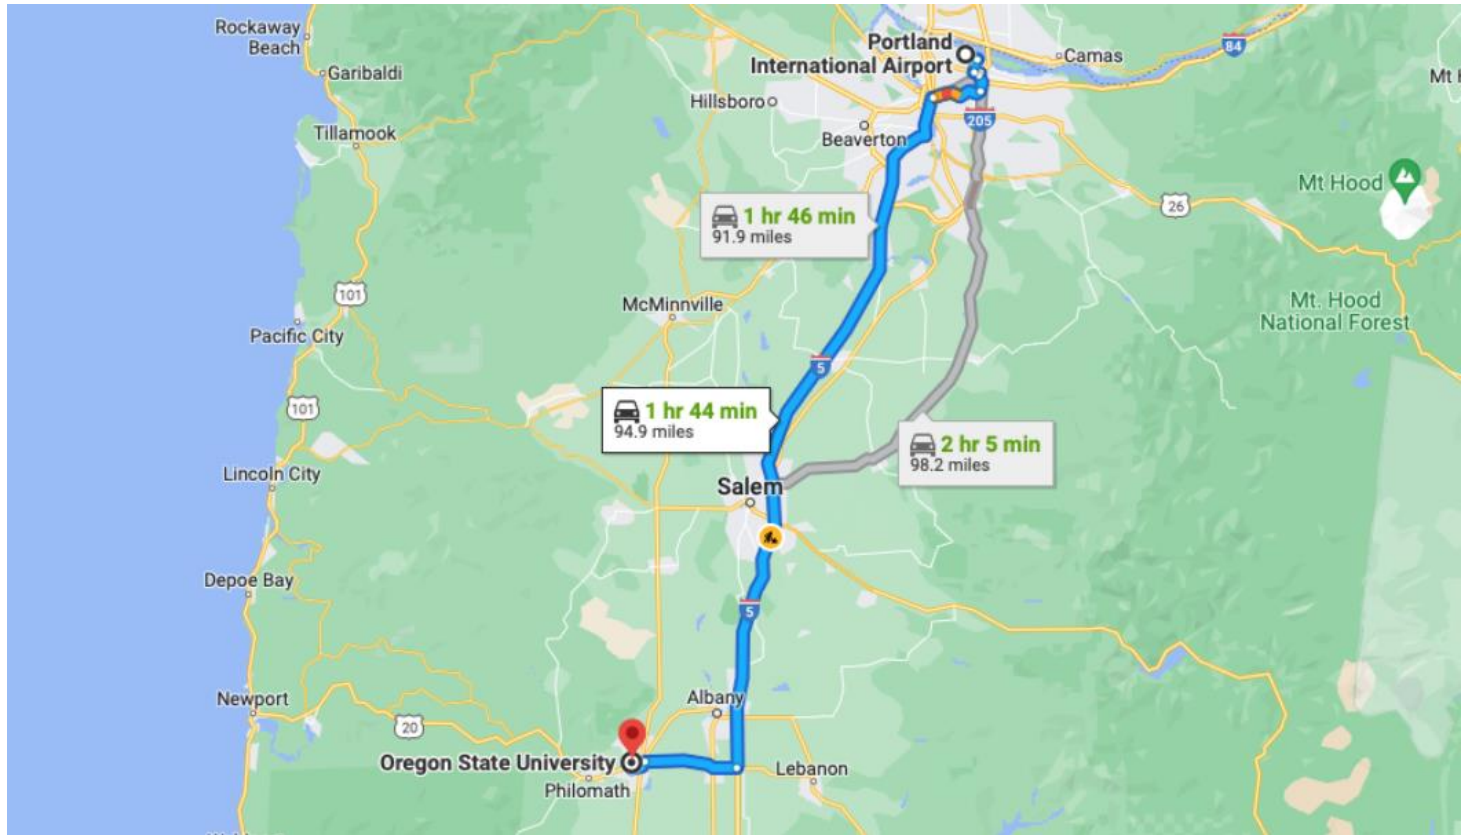 Rockaway
Beach
Garibaldi
Tillamook
Portland
International Airport
Camas
84
Hillsboro
Beaverton
205
Mt Hood
26
1 hr 46 min
91.9 miles
101
McMinnville
Pacific City
Mt. Hood
National Forest
5
101
1 hr 44 min
94.9 miles
2 hr 5 min
98.2 miles
Lincoln City
Salem
Depoe Bay
5
Newport
Albany
20
Oregon State University
Philomath
Lebanon